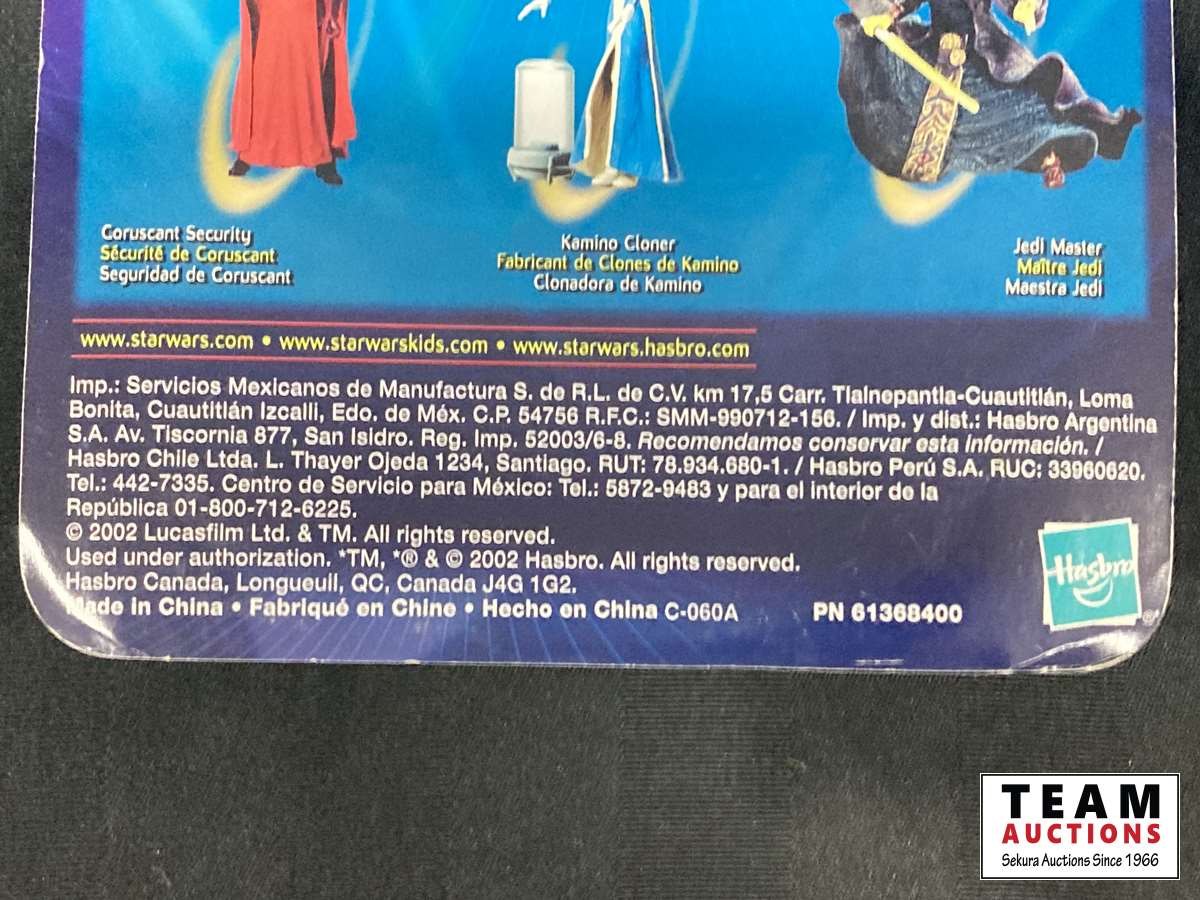 Coruscant Security
Sécurité de Coruscant
Seguridad de Coruscant
Kamino Cloner
Fabricant de Clones de Kamino
Clonadora de Kamino
Jedi Master
Maître Jedi
Maestra Jedi
www.starwars.com • www.starwarskids.com • www.starwars.hasbro.com
Imp.: Servicios Mexicanos de Manufactura S. de R.L. de C.V. km 17,5 Carr. Tlalnepantla-Cuautitlán, Loma
Bonita, Cuautitlán Izcalli, Edo. de Méx. C.P. 54756 R.F.C.: SMM-990712-156. / Imp. y dist.: Hasbro Argentina
S.A. Av. Tiscornia 877, San Isidro. Reg. Imp. 52003/6-8. Recomendamos conservar esta información. /
Hasbro Chile Ltda. L. Thayer Ojeda 1234, Santiago. RUT: 78.934.680-1. / Hasbro Perú S.A. RUC: 33960620.
Tel.: 442-7335. Centro de Servicio para México: Tel.: 5872-9483 y para el interior de la
República 01-800-712-6225.
© 2002 Lucasfilm Ltd. & TM. All rights reserved.
Used under authorization. *TM, *® & © 2002 Hasbro. All rights reserved.
Hasbro Canada, Longueuil, QC, Canada J4G 1G2.
Made in China • Fabriqué en Chine • Hecho en China C-060A
PN 61368400
Hasbro ®
TEAM
AUCTIONS
Sekura Auctions Since 1966